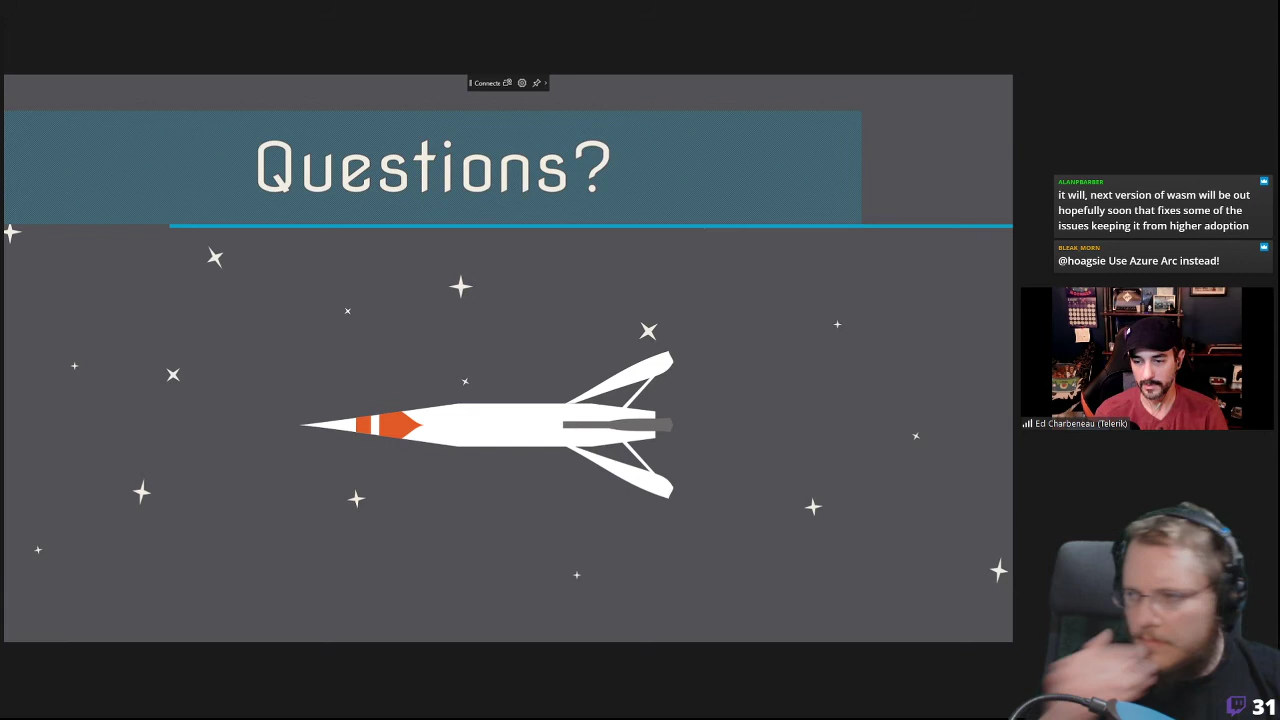 Connecte
Questions?
ALANPBARBER
it will, next version of wasm will be out
hopefully soon that fixes some of the
issues keeping it from higher adoption
BLEAK_MORN
@hoagsie Use Azure Arc instead!
Ed Charbeneau (Telerik)
31